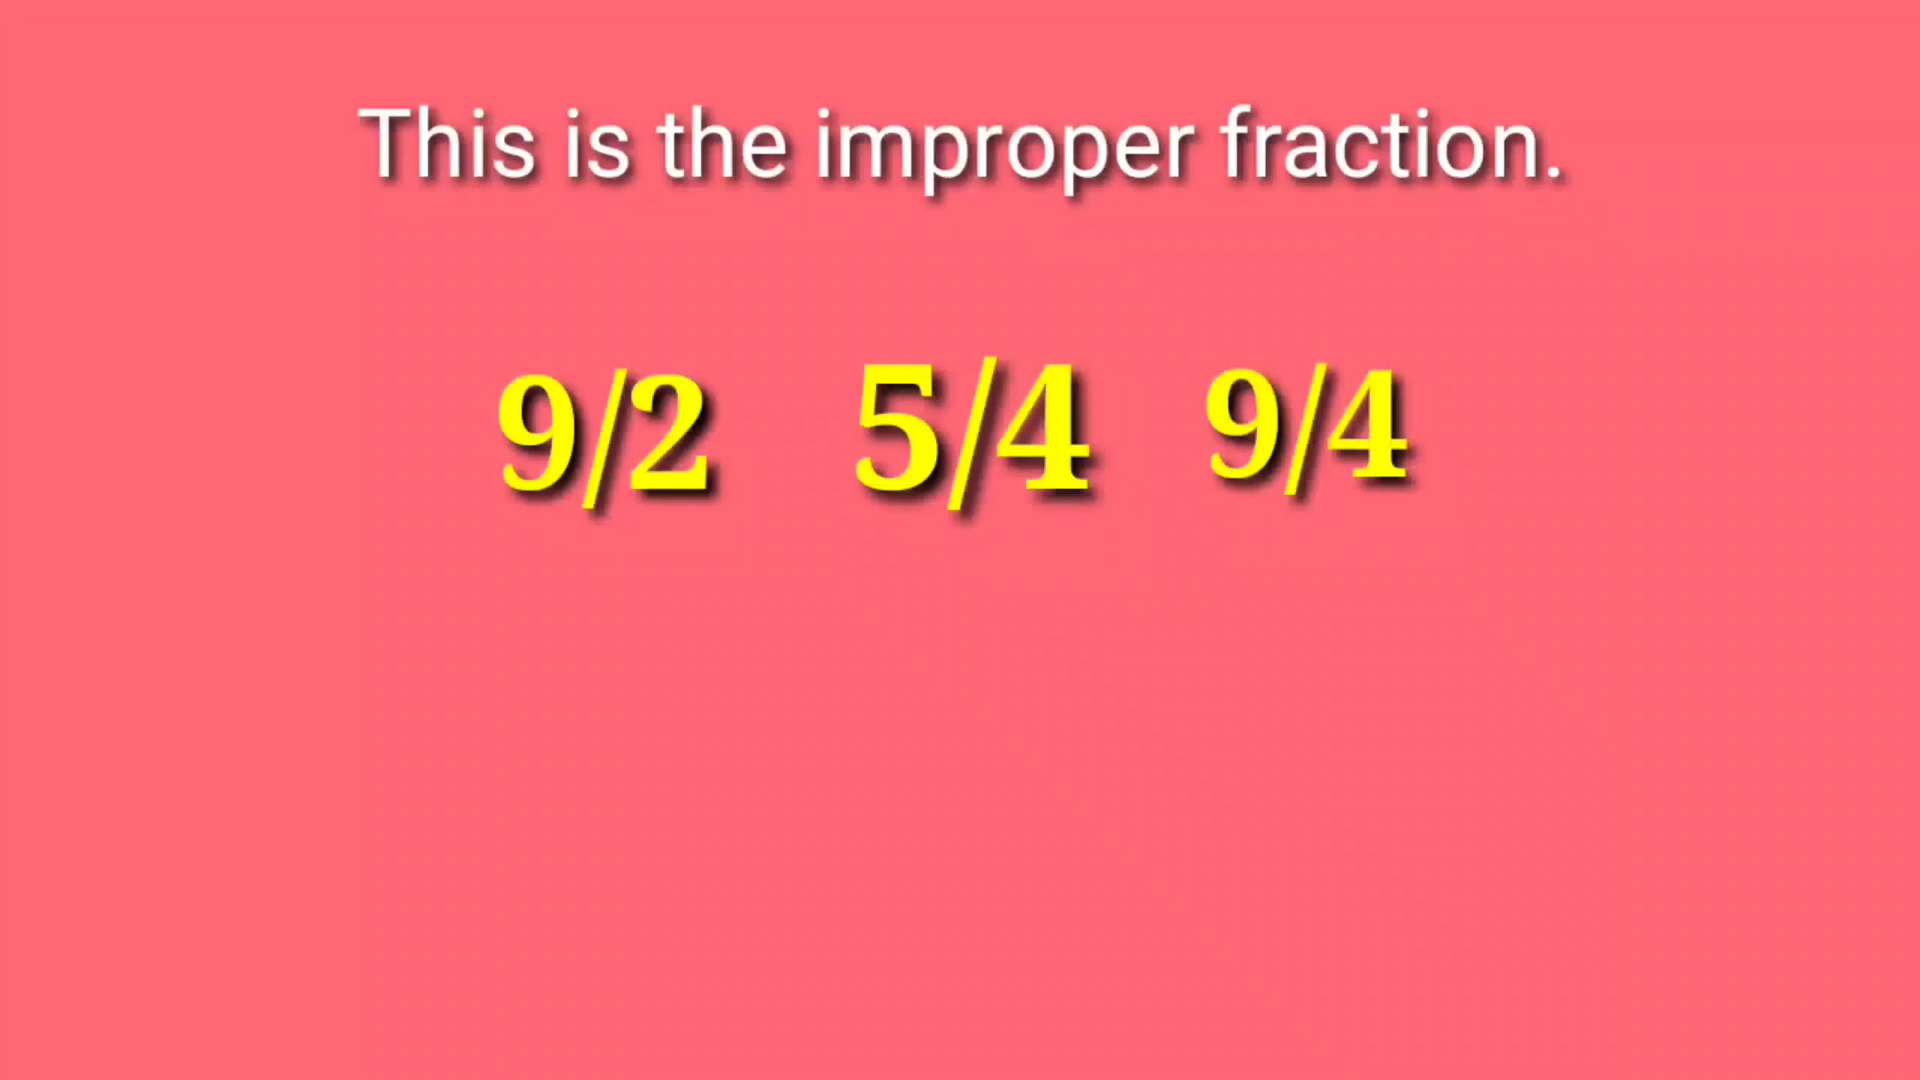 This is the improper fraction.
9/2 5/4 9/4